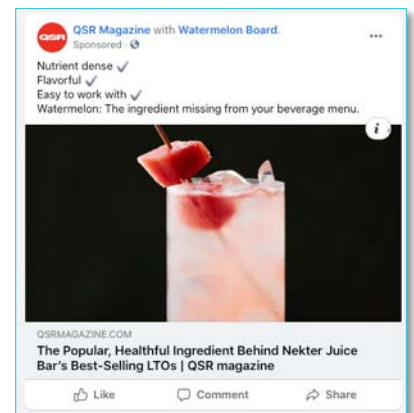 QSR
QSR Magazine with Watermelon Board.
Sponsored ·
Nutrient dense ✓
Flavorful ✓
Easy to work with ✓
Watermelon: The ingredient missing from your beverage menu.
i
QSRMAGAZINE.COM
The Popular, Healthful Ingredient Behind Nekter Juice
Bar's Best-Selling LTOs | QSR magazine
Like Comment Share